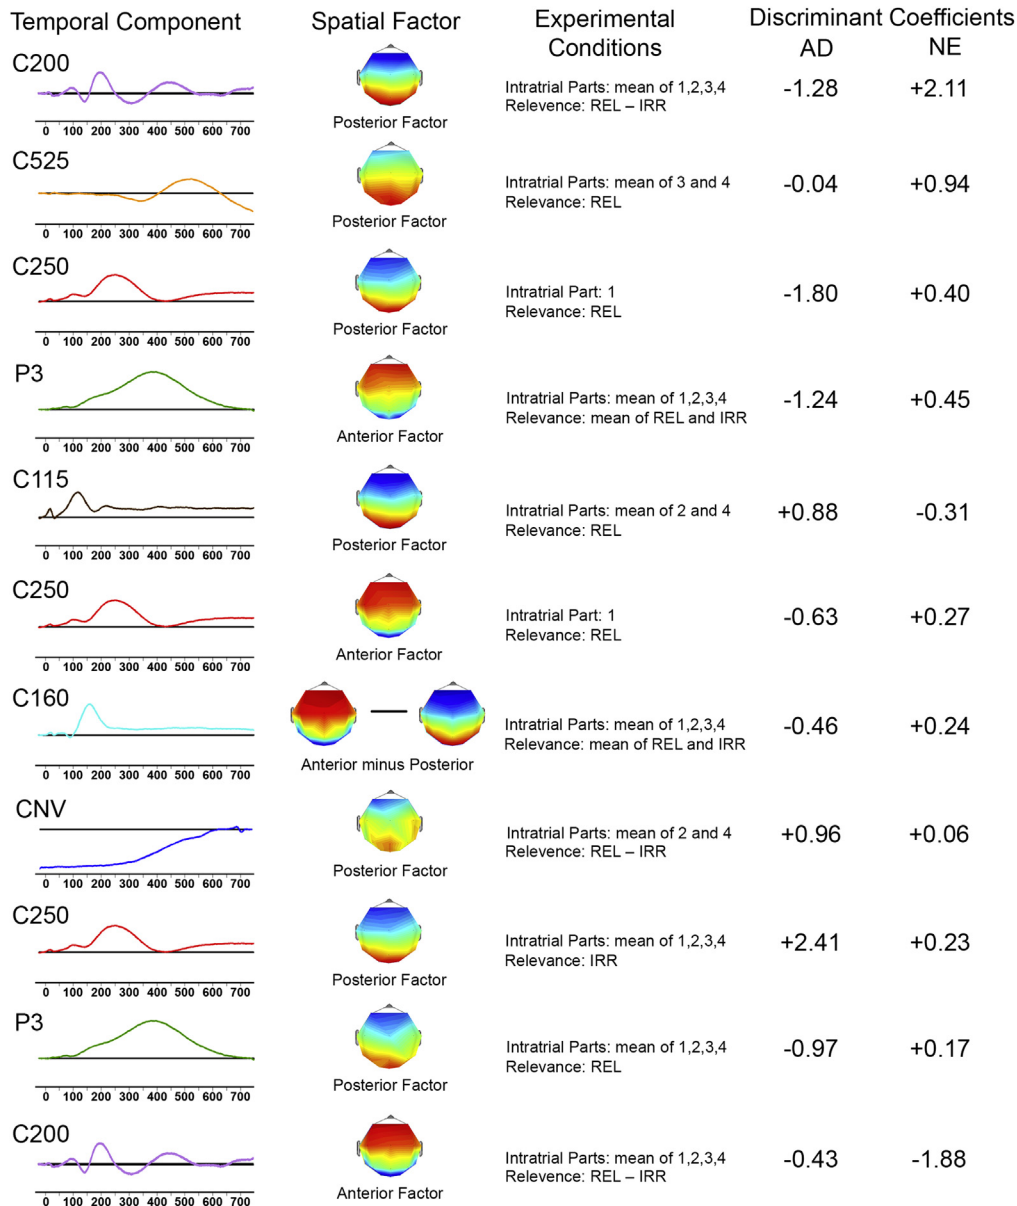 Temporal Component Spatial Factor Experimental Conditions Discriminant Coefficients
AD NE
C200
0 100 200 300 400 500 600 700
Posterior Factor
Intratrial Parts: mean of 1,2,3,4
Relevence: REL – IRR
-1.28 +2.11
C525
0 100 200 300 400 500 600 700
Posterior Factor
Intratrial Parts: mean of 3 and 4
Relevance: REL
-0.04 +0.94
C250
0 100 200 300 400 500 600 700
Posterior Factor
Intratrial Part: 1
Relevance: REL
-1.80 +0.40
P3
0 100 200 300 400 500 600 700
Anterior Factor
Intratrial Parts: mean of 1,2,3,4
Relevance: mean of REL and IRR
-1.24 +0.45
C115
0 100 200 300 400 500 600 700
Posterior Factor
Intratrial Parts: mean of 2 and 4
Relevance: REL
+0.88 -0.31
C250
0 100 200 300 400 500 600 700
Anterior Factor
Intratrial Part: 1
Relevance: REL
-0.63 +0.27
C160
0 100 200 300 400 500 600 700
Anterior minus Posterior
Intratrial Parts: mean of 1,2,3,4
Relevance: mean of REL and IRR
-0.46 +0.24
CNV
0 100 200 300 400 500 600 700
Posterior Factor
Intratrial Parts: mean of 2 and 4
Relevence: REL – IRR
+0.96 +0.06
C250
0 100 200 300 400 500 600 700
Posterior Factor
Intratrial Parts: mean of 1,2,3,4
Relevance: IRR
+2.41 +0.23
P3
0 100 200 300 400 500 600 700
Posterior Factor
Intratrial Parts: mean of 1,2,3,4
Relevance: REL
-0.97 +0.17
C200
0 100 200 300 400 500 600 700
Anterior Factor
Intratrial Parts: mean of 1,2,3,4
Relevence: REL – IRR
-0.43 -1.88